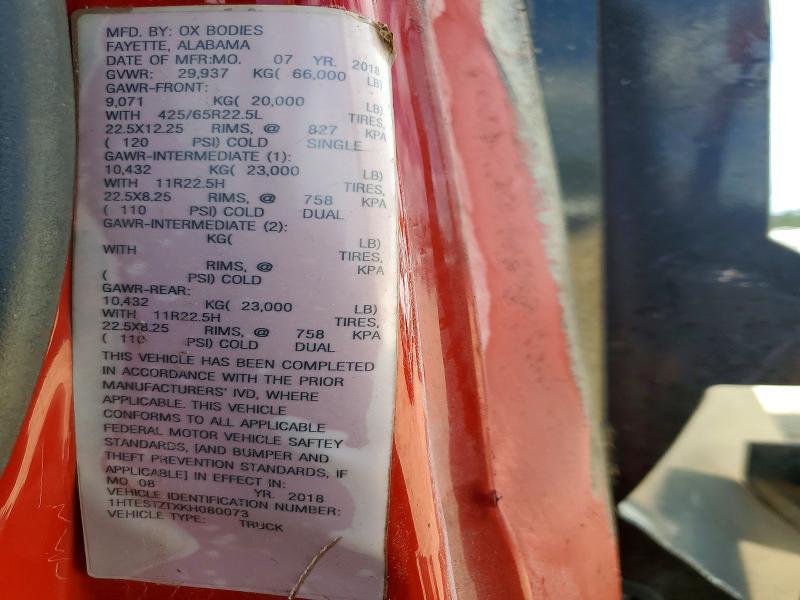 MFD. BY: OX BODIES
FAYETTE, ALABAMA
DATE OF MFR:MO. 07 YR. 2018
GVWR: 29,937 KG( 66,000 LB)
GAWR-FRONT:
9,071 KG( 20,000 LB)
WITH 425/65R22.5L TIRES,
22.5X12.25 RIMS, @ 827 KPA
( 120 PSI) COLD SINGLE
GAWR-INTERMEDIATE (1):
10,432 KG( 23,000 LB)
WITH 11R22.5H TIRES,
22.5X8.25 RIMS, @ 758 KPA
( 110 PSI) COLD DUAL
GAWR-INTERMEDIATE (2):
KG( LB)
WITH TIRES,
RIMS, @ KPA
( PSI) COLD
GAWR-REAR:
10,432 KG( 23,000 LB)
WITH 11R22.5H TIRES,
22.5X8.25 RIMS, @ 758 KPA
( 110 PSI) COLD DUAL
THIS VEHICLE HAS BEEN COMPLETED
IN ACCORDANCE WITH THE PRIOR
MANUFACTURERS' IVD, WHERE
APPLICABLE. THIS VEHICLE
CONFORMS TO ALL APPLICABLE
FEDERAL MOTOR VEHICLE SAFTEY
STANDARDS, [AND BUMPER AND
THEFT PREVENTION STANDARDS, IF
APPLICABLE] IN EFFECT IN:
MO. 08 YR. 2018
VEHICLE IDENTIFICATION NUMBER:
1HTESTZTXKH080073
VEHICLE TYPE: TRUCK